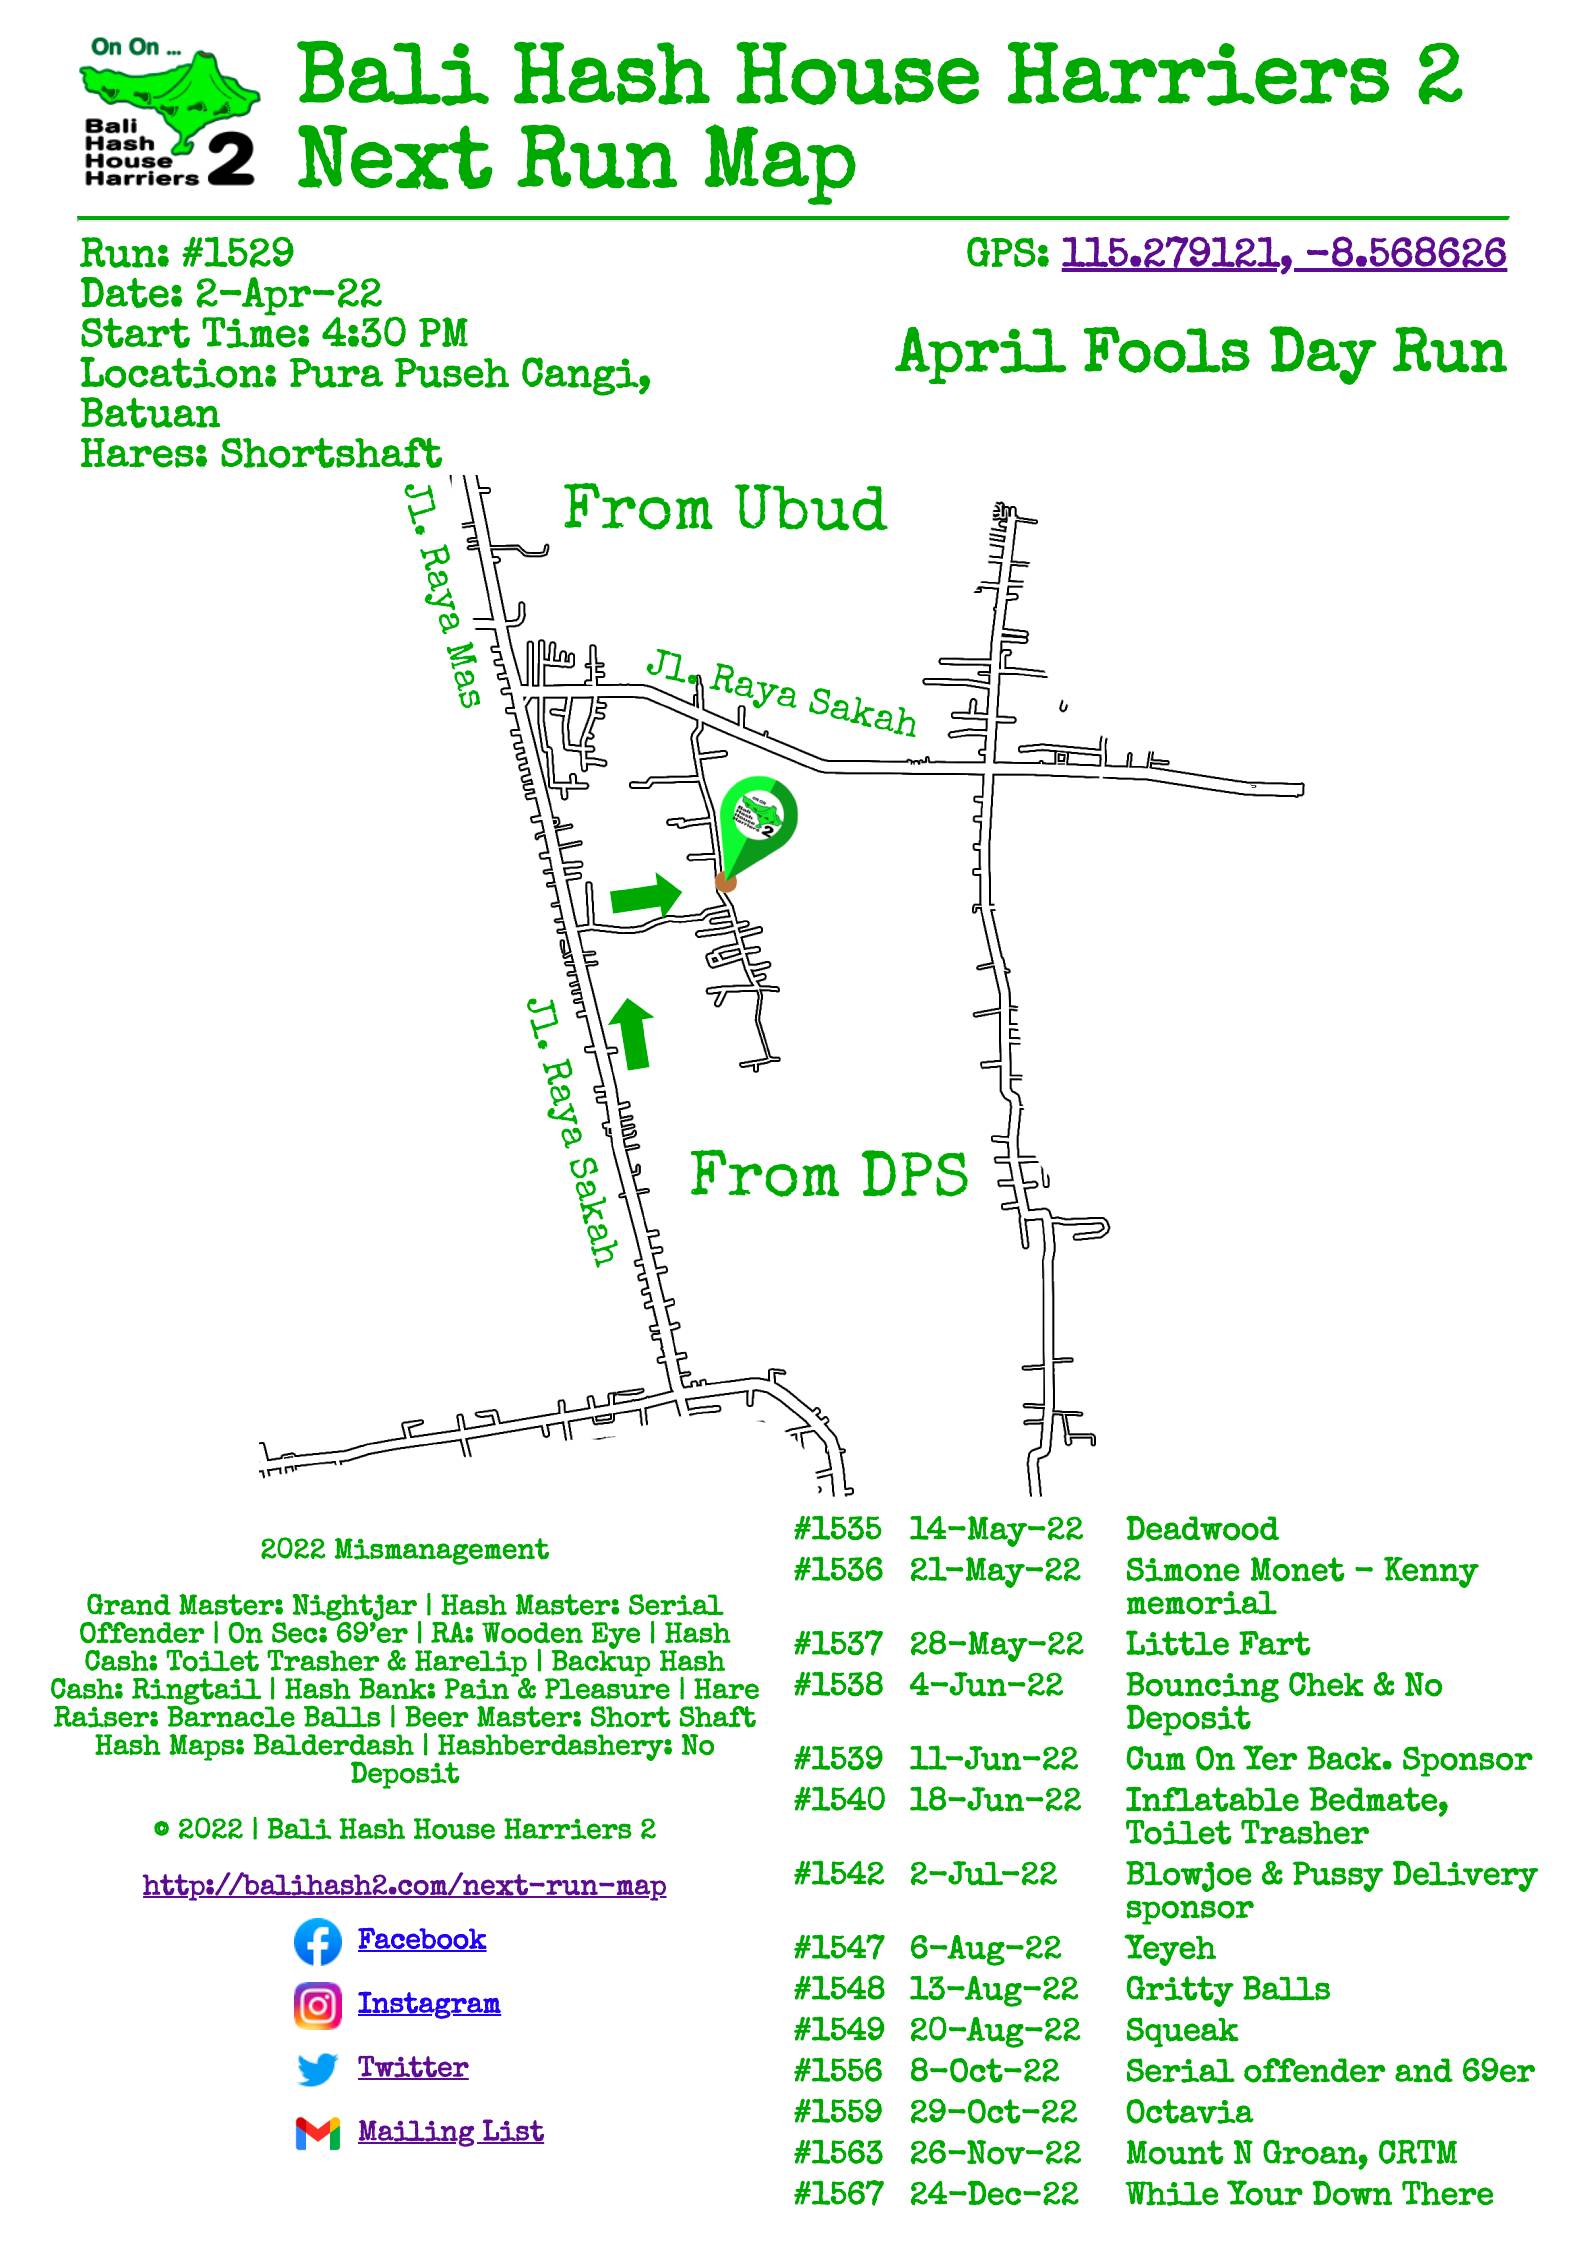 On On ...
Bali
Hash
House
Harriers 2
Bali Hash House Harriers 2
Next Run Map
Run: #1529
Date: 2-Apr-22
Start Time: 4:30 PM
Location: Pura Puseh Cangi,
Batuan
Hares: Shortshaft
GPS: 115.279121, -8.568626
April Fools Day Run
Jl. Raya Mas
From Ubud
Jl. Raya Sakah
ON ON
Bali
Hash
House
Harriers 2
Jl. Raya Sakah
From DPS
2022 Mismanagement
Grand Master: Nightjar | Hash Master: Serial
Offender | On Sec: 69'er | RA: Wooden Eye | Hash
Cash: Toilet Trasher & Harelip | Backup Hash
Cash: Ringtail | Hash Bank: Pain & Pleasure | Hare
Raiser: Barnacle Balls | Beer Master: Short Shaft
Hash Maps: Balderdash | Hashberdashery: No
Deposit
© 2022 | Bali Hash House Harriers 2
http://balihash2.com/next-run-map
Facebook
Instagram
Twitter
Mailing List
#1535 14-May-22 Deadwood
#1536 21-May-22 Simone Monet - Kenny
memorial
#1537 28-May-22 Little Fart
#1538 4-Jun-22 Bouncing Chek & No
Deposit
#1539 11-Jun-22 Cum On Yer Back. Sponsor
#1540 18-Jun-22 Inflatable Bedmate,
Toilet Trasher
#1542 2-Jul-22 Blowjoe & Pussy Delivery
sponsor
#1547 6-Aug-22 Yeyeh
#1548 13-Aug-22 Gritty Balls
#1549 20-Aug-22 Squeak
#1556 8-Oct-22 Serial offender and 69er
#1559 29-Oct-22 Octavia
#1563 26-Nov-22 Mount N Groan, CRTM
#1567 24-Dec-22 While Your Down There